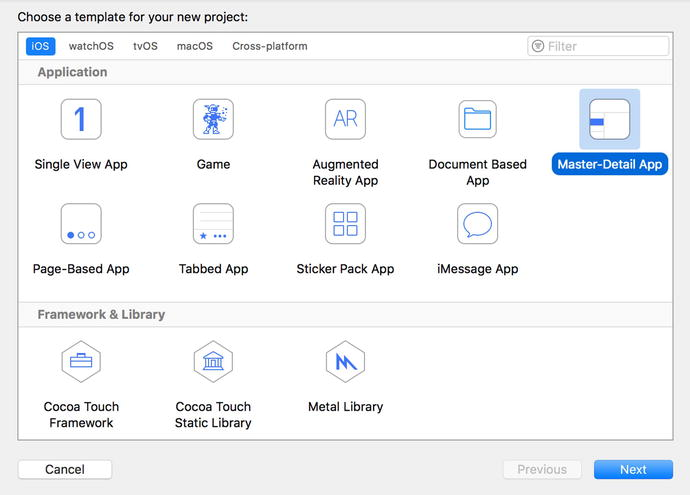 Choose a template for your new project:
iOS watchOS tvOS macOS Cross-platform Filter
Application
1 AR
Single View App Game Augmented Reality App Document Based App Master-Detail App
Page-Based App Tabbed App Sticker Pack App iMessage App
Framework & Library
Cocoa Touch Framework Cocoa Touch Static Library Metal Library
Cancel Previous Next